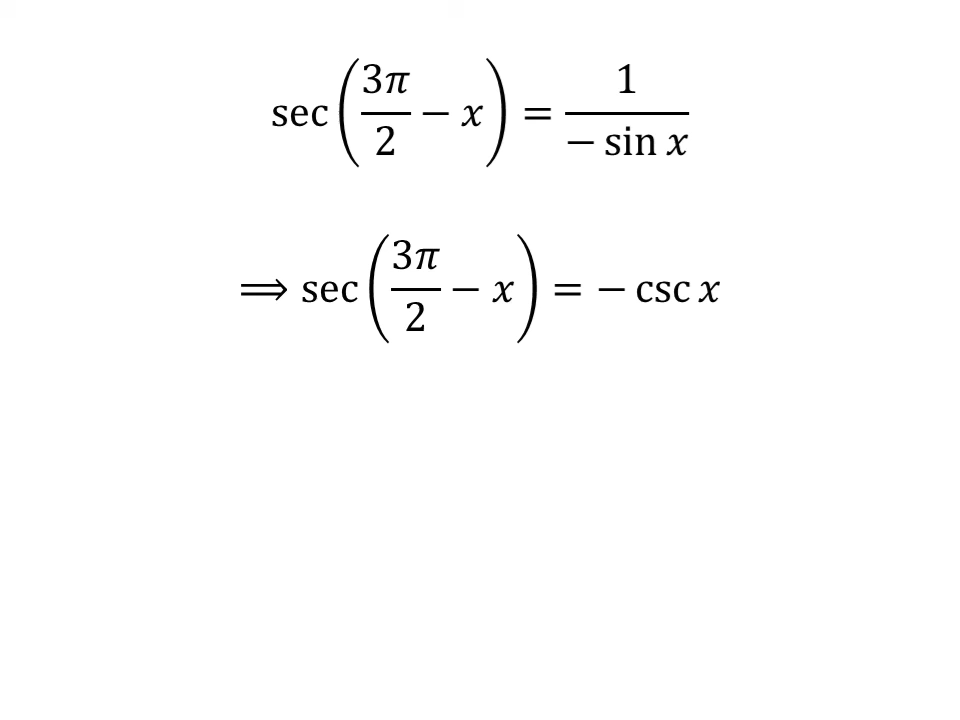 sec(3π/2 − x) = 1/(− sin x)
⟹ sec(3π/2 − x) = − csc x